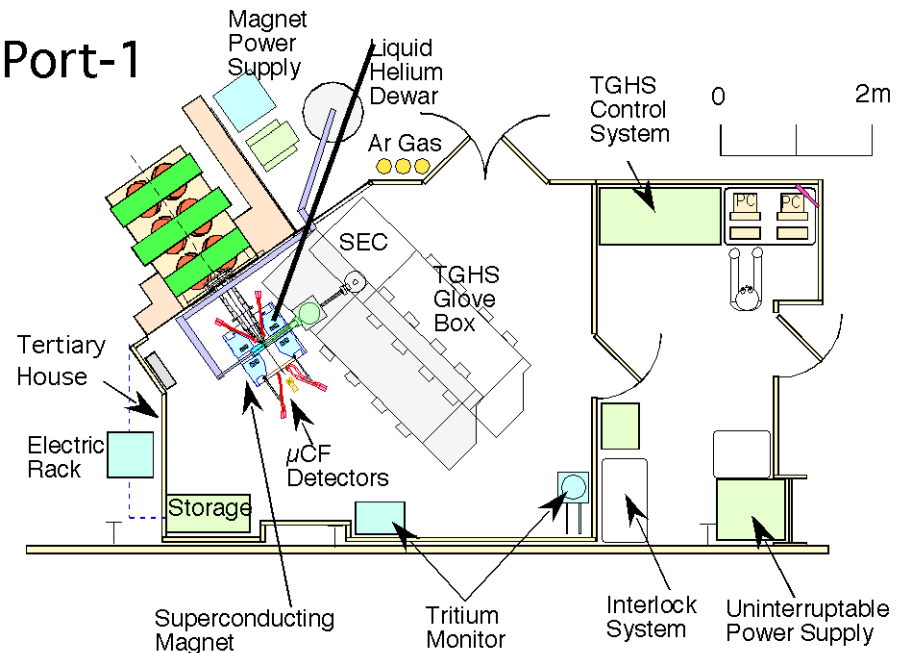 Port-1
Magnet
Power
Supply
Liquid
Helium
Dewar
Ar Gas
TGHS
Control
System
0
2m
PC
PC
SEC
TGHS
Glove
Box
Tertiary
House
Electric
Rack
μCF
Detectors
Storage
Superconducting
Magnet
Tritium
Monitor
Interlock
System
Uninterruptable
Power Supply